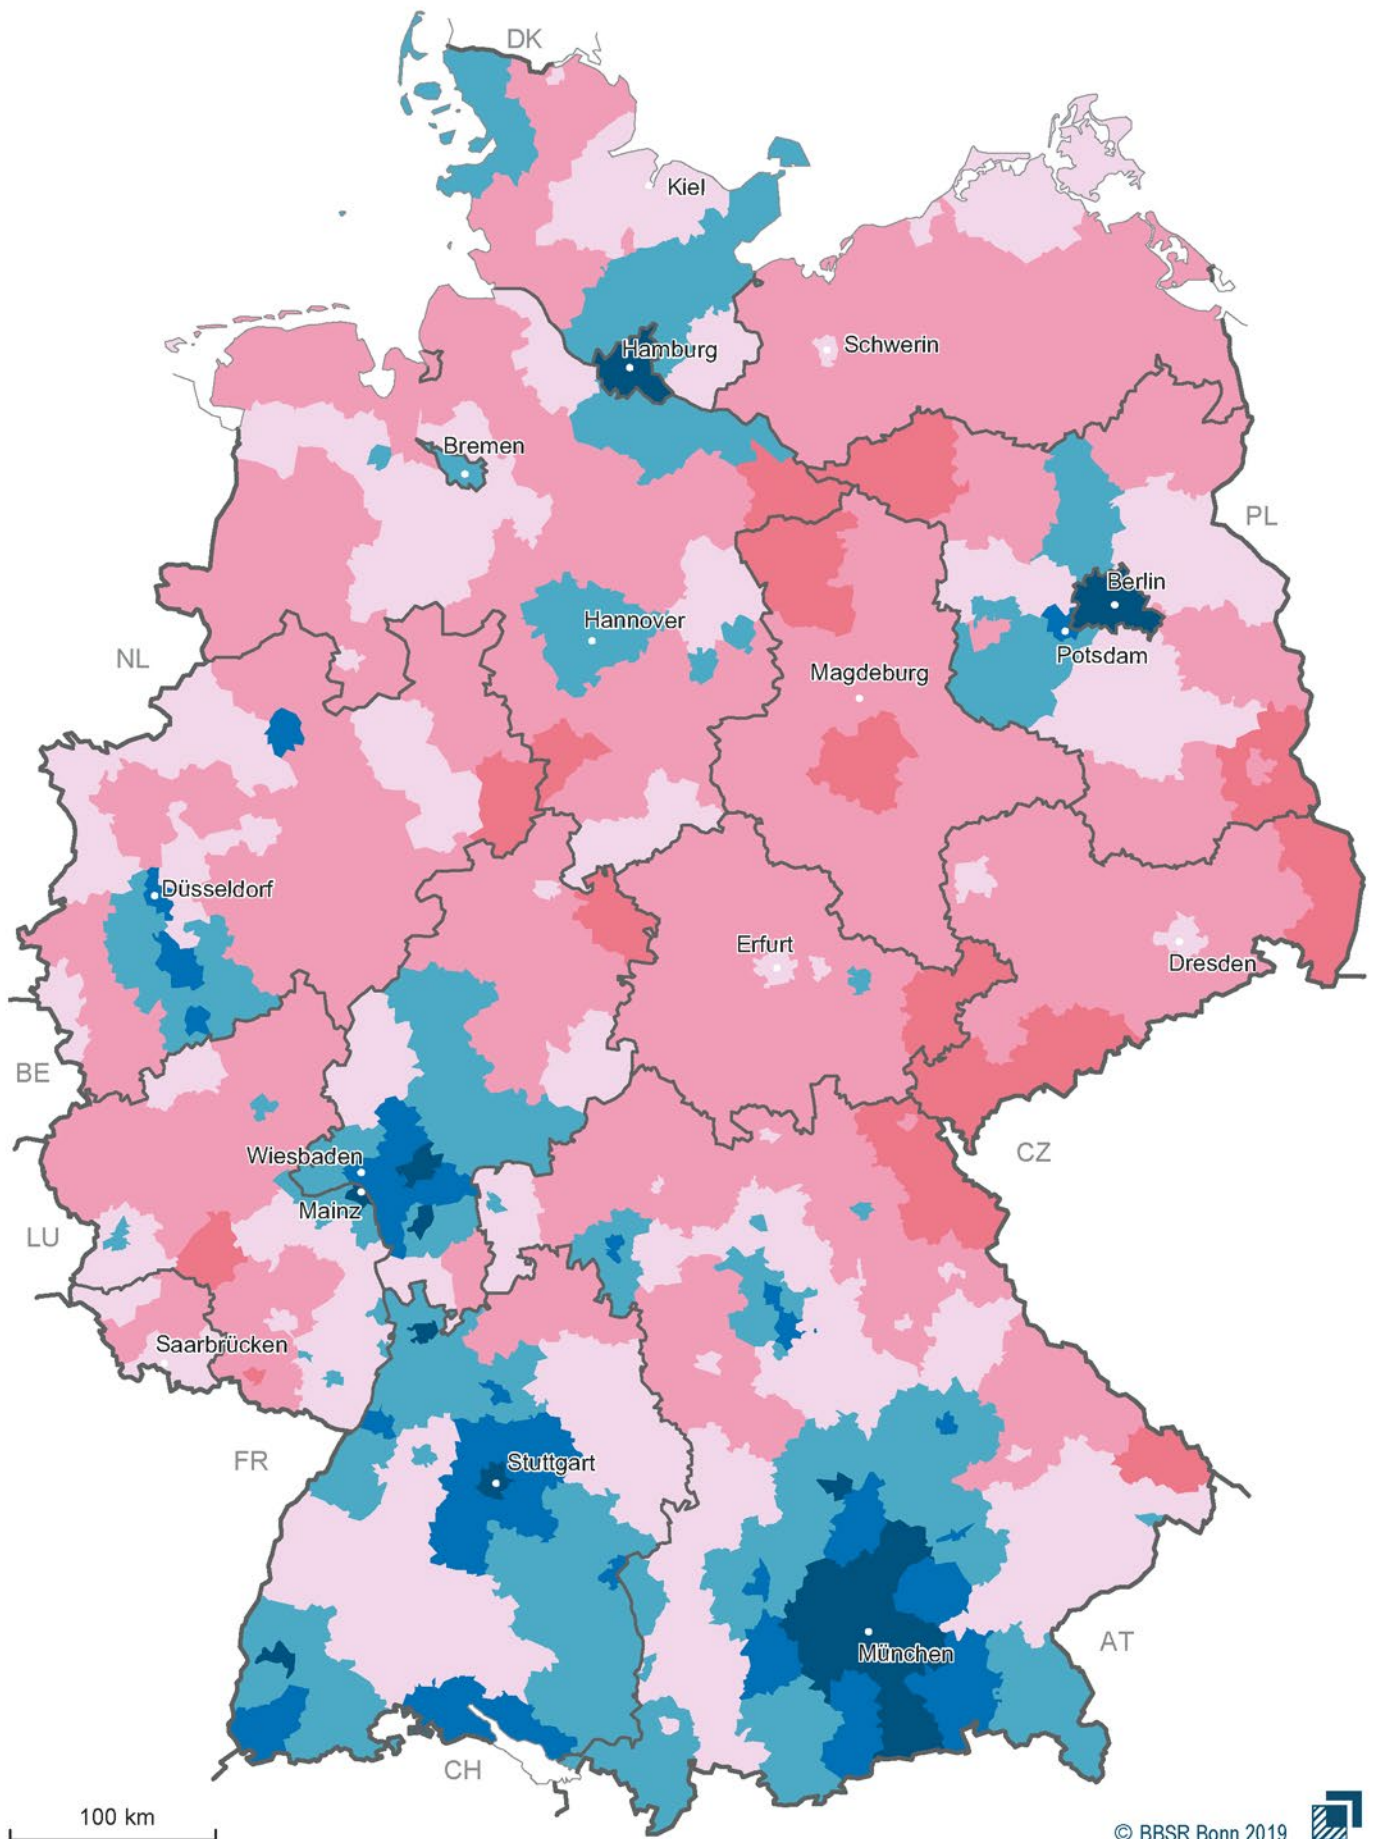 DK
Kiel
Hamburg
Schwerin
Bremen
PL
Berlin
Hannover
Potsdam
NL
Magdeburg
Düsseldorf
Erfurt
Dresden
BE
Wiesbaden
CZ
Mainz
LU
Saarbrücken
FR
Stuttgart
AT
München
CH
100 km
© BBSR Bonn 2019